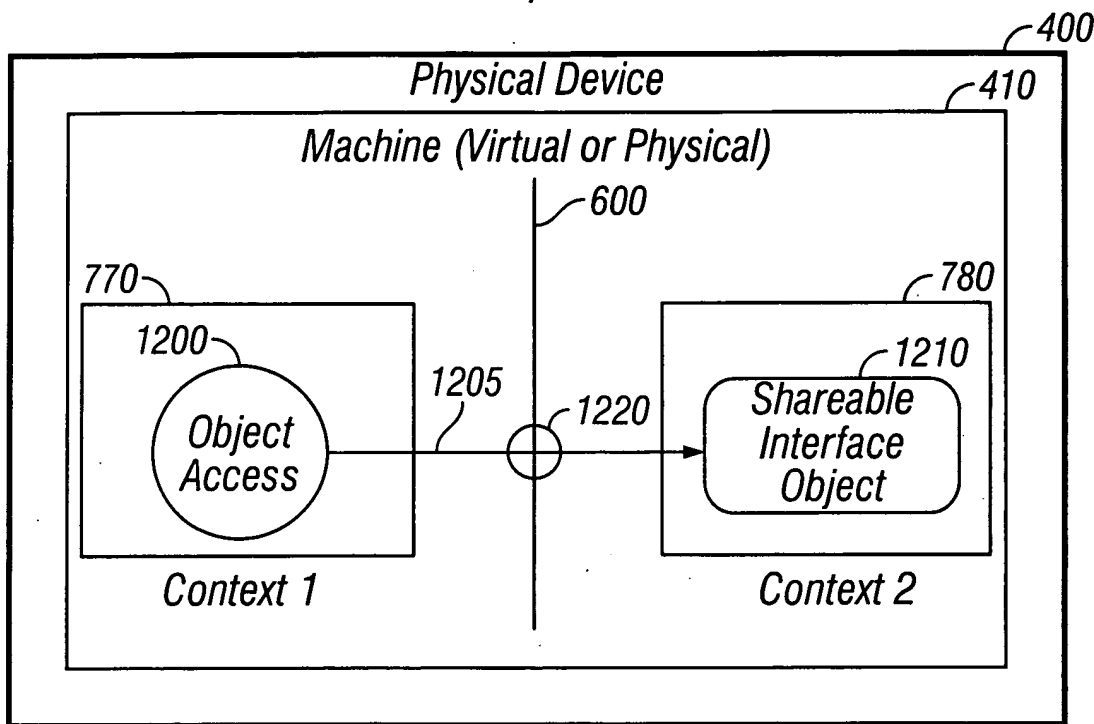 400
Physical Device
410
Machine (Virtual or Physical)
600
770
780
1200
1205
1220
1210
Object
Access
Shareable
Interface
Object
Context 1
Context 2